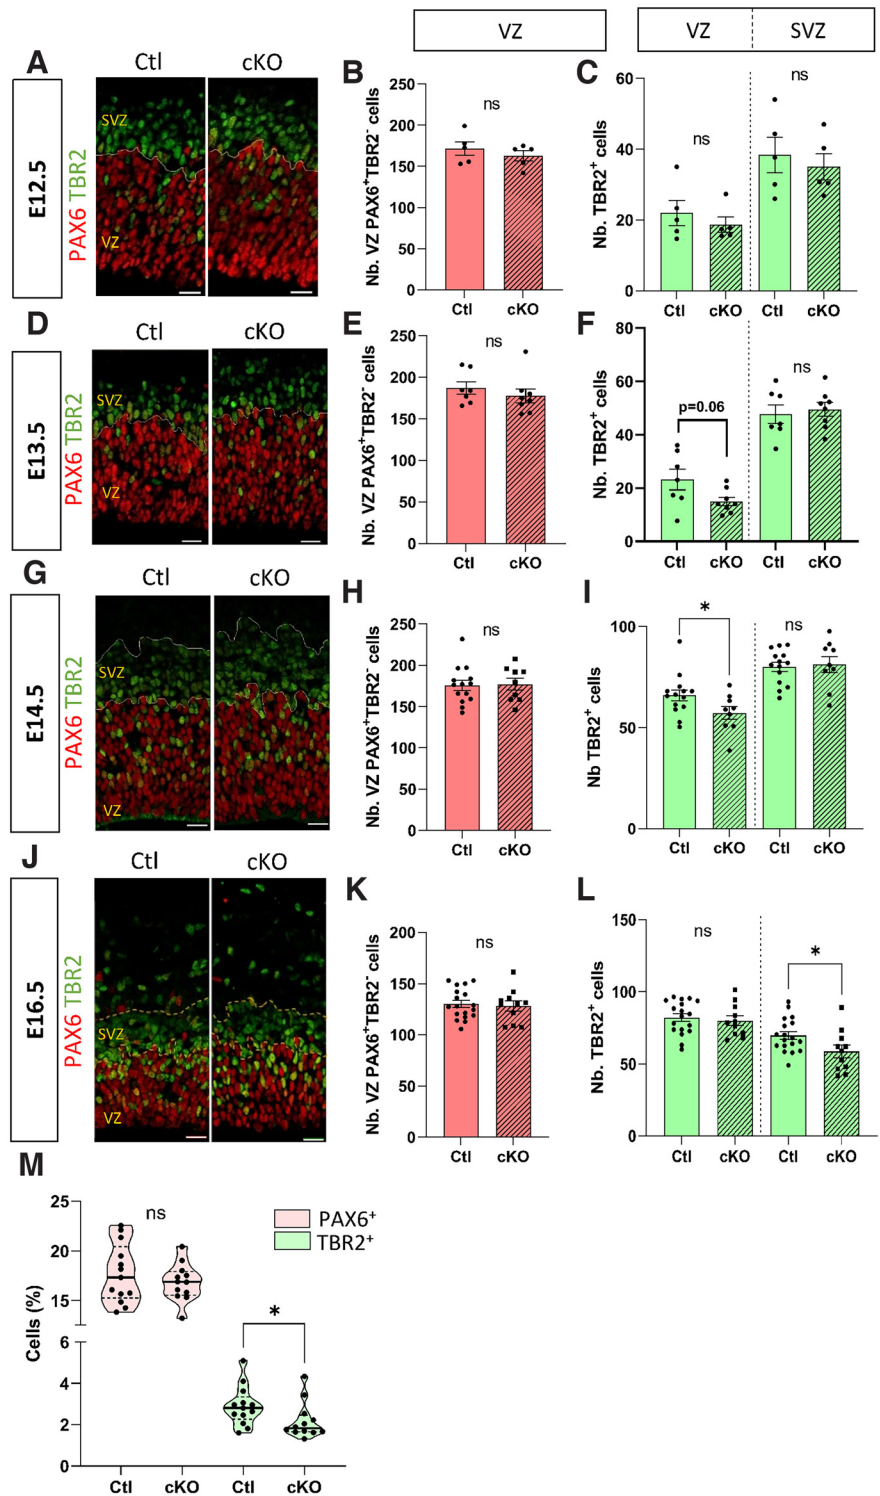 VZ
VZ SVZ
A Ctl cKO
E12.5
PAX6 TBR2
SVZ
VZ
B
Nb. VZ PAX6⁺TBR2⁻ cells
250
200
150
100
50
0
ns
Ctl cKO
C
Nb. TBR2⁺ cells
60
40
20
0
ns ns
Ctl cKO Ctl cKO
D Ctl cKO
E13.5
PAX6 TBR2
SVZ
VZ
E
Nb. VZ PAX6⁺TBR2⁻ cells
250
200
150
100
50
0
ns
Ctl cKO
F
Nb. TBR2⁺ cells
80
60
40
20
0
p=0.06 ns
Ctl cKO Ctl cKO
G Ctl cKO
E14.5
PAX6 TBR2
SVZ
VZ
H
Nb. VZ PAX6⁺TBR2⁻ cells
250
200
150
100
50
0
ns
Ctl cKO
I
Nb TBR2⁺ cells
100
50
0
* ns
Ctl cKO Ctl cKO
J Ctl cKO
E16.5
PAX6 TBR2
SVZ
VZ
K
Nb. VZ PAX6⁺TBR2⁻ cells
200
150
100
50
0
ns
Ctl cKO
L
Nb. TBR2⁺ cells
150
100
50
0
ns *
Ctl cKO Ctl cKO
M
Cells (%)
25
20
15
6
4
2
0
ns
*
PAX6⁺
TBR2⁺
Ctl cKO Ctl cKO